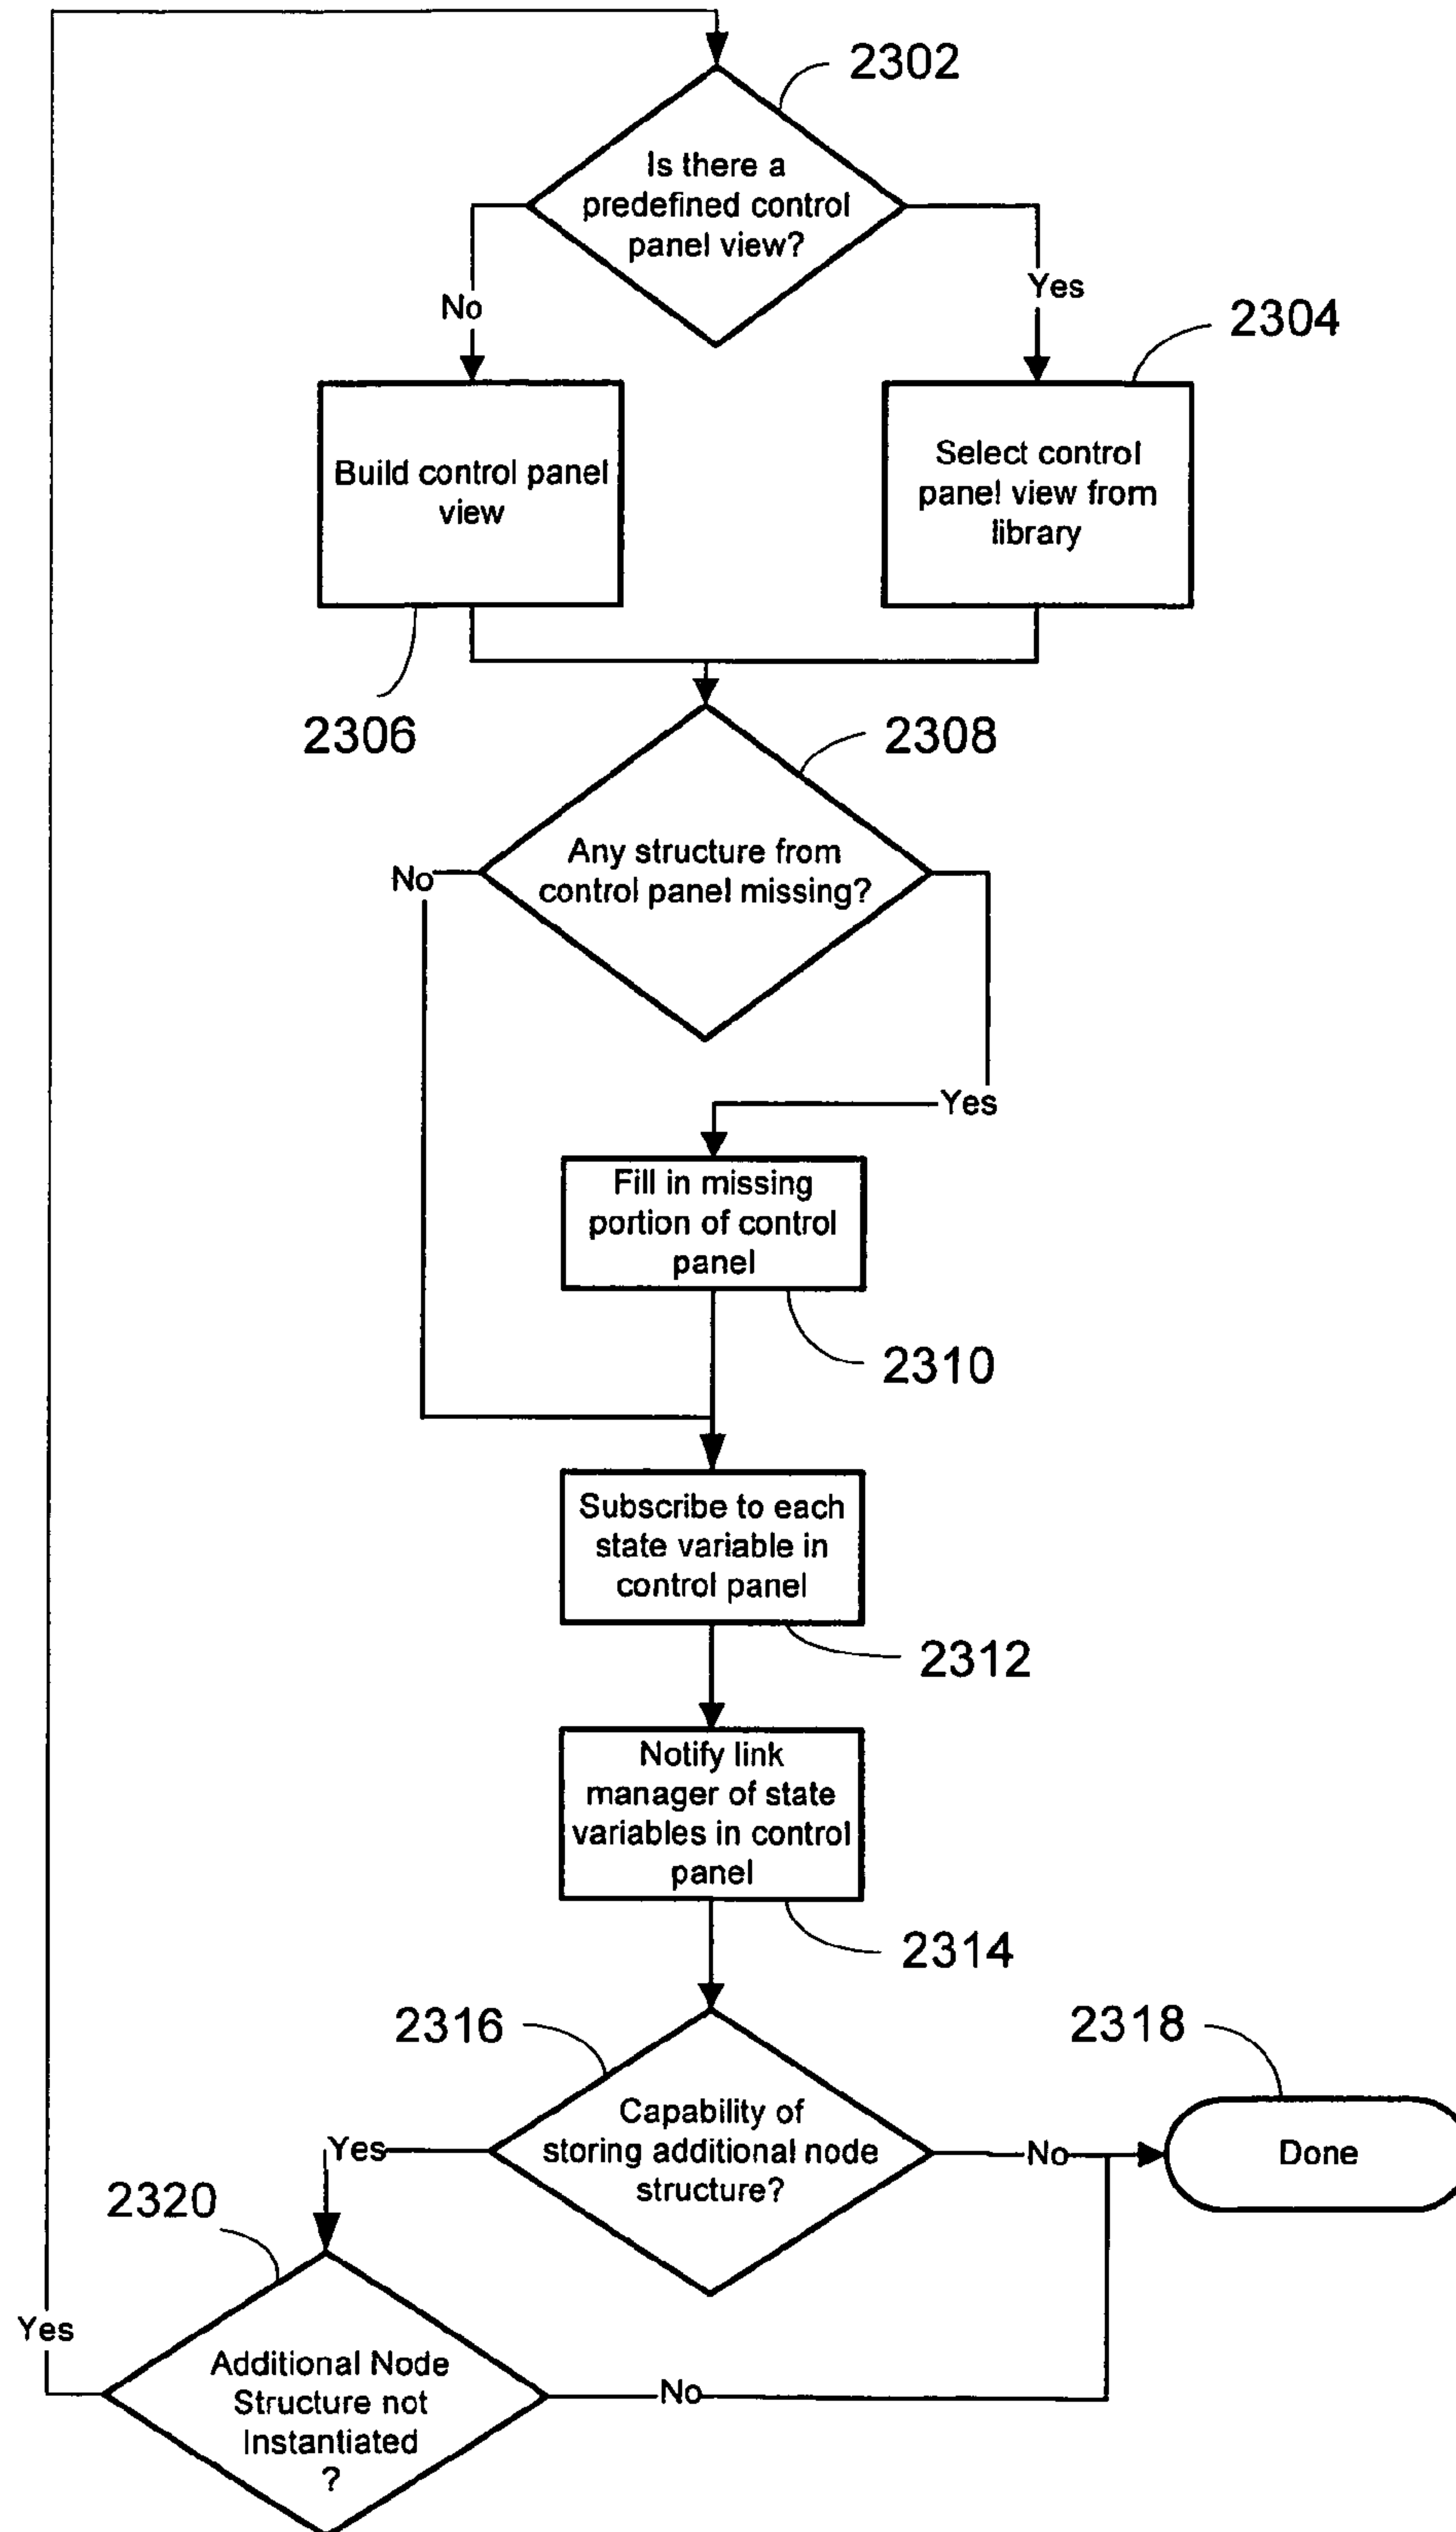 2302
Is there a
predefined control
panel view?
No
Yes
2304
Build control panel
view
Select control
panel view from
library
2306
2308
Any structure from
control panel missing?
No
Yes
Fill in missing
portion of control
panel
2310
Subscribe to each
state variable in
control panel
2312
Notify link
manager of state
variables in control
panel
2314
2316
2318
Capability of
storing additional node
structure?
Yes
No
Done
2320
Yes
Additional Node
Structure not
Instantiated
?
No